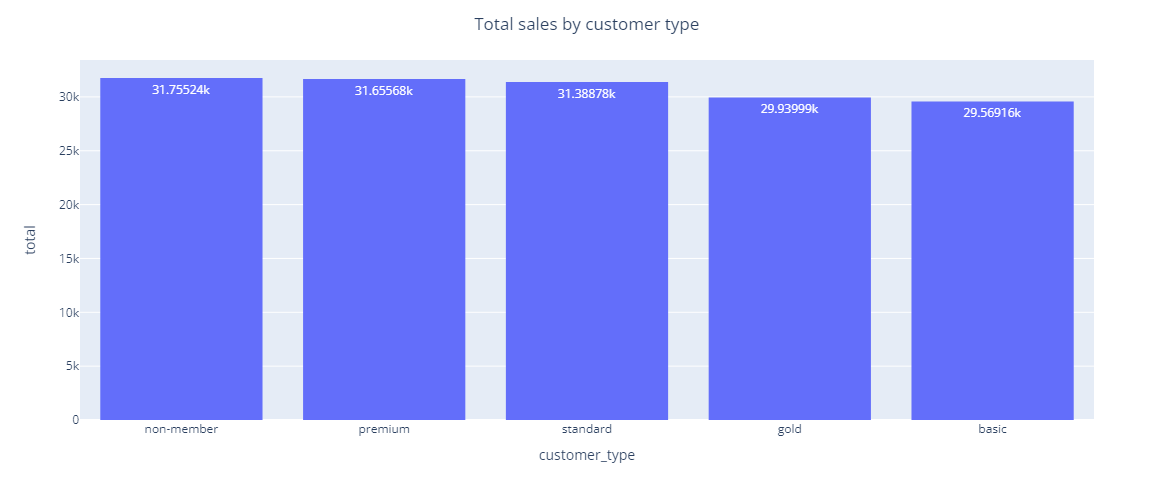 Total sales by customer type
total
30k
25k
20k
15k
10k
5k
0
31.75524k
31.65568k
31.38878k
29.93999k
29.56916k
non-member
premium
standard
gold
basic
customer_type